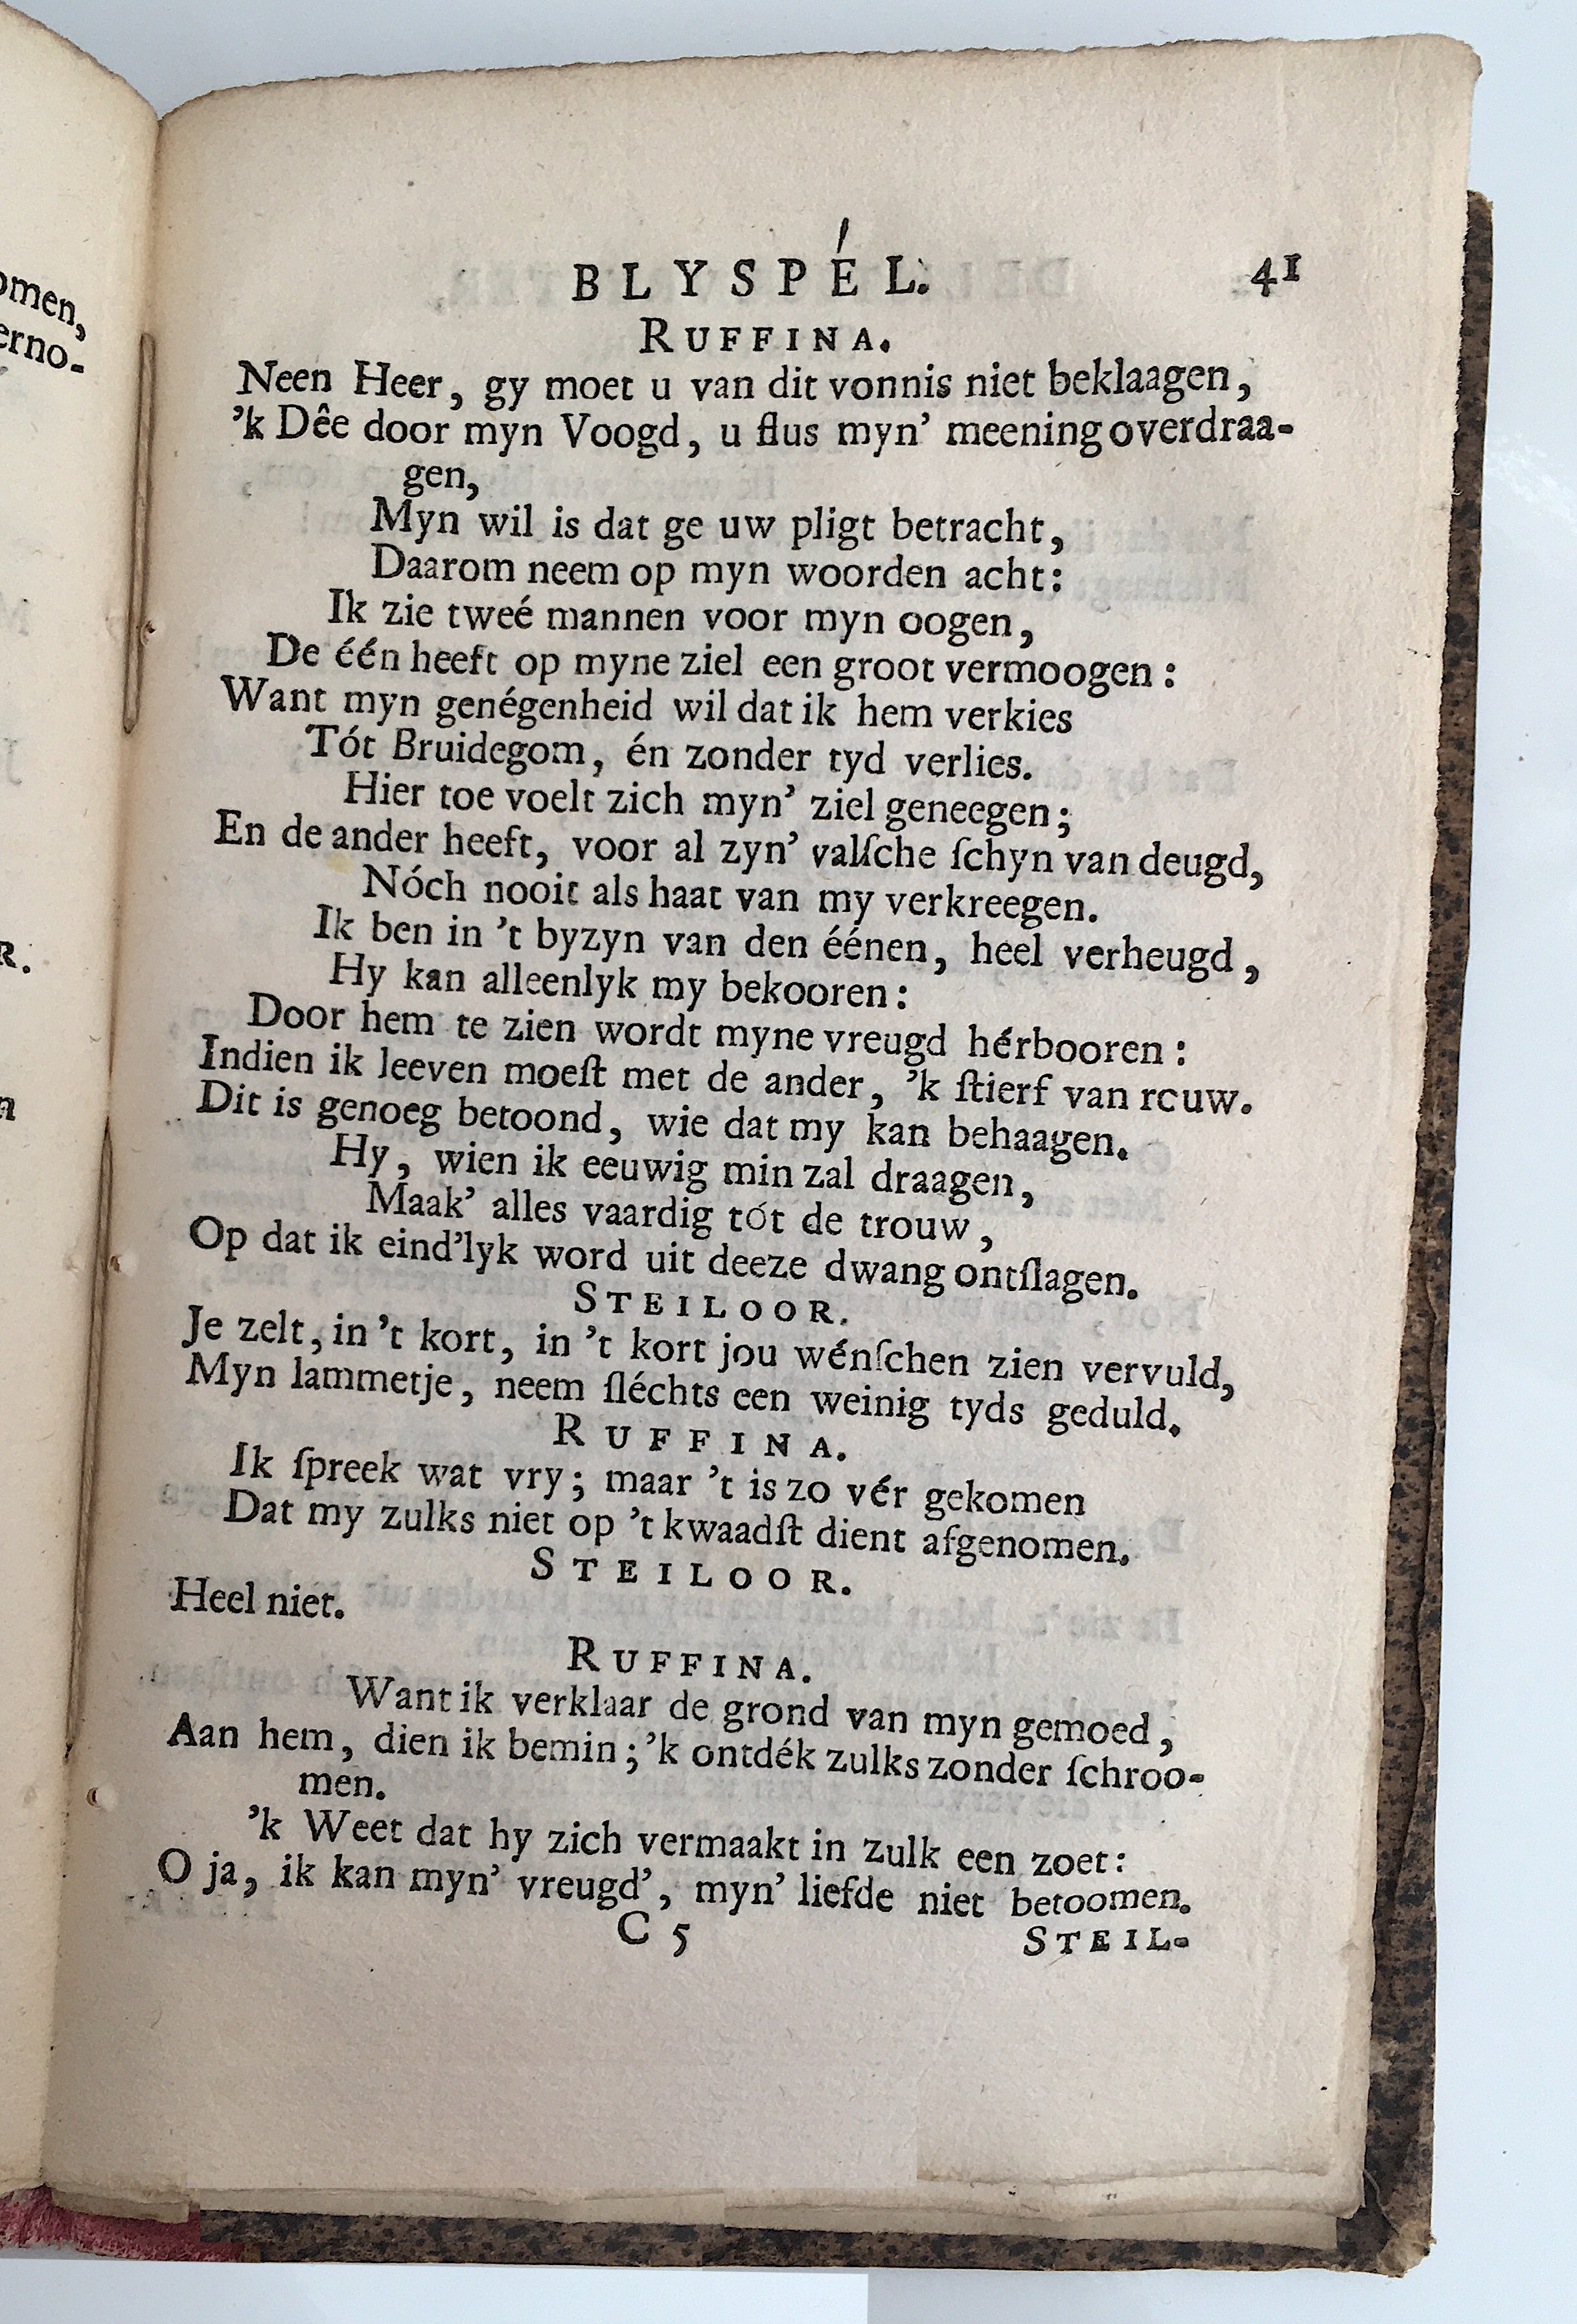 omen,
erno-
R.
n
BLYSPÉL. 41
RUFFINA.
Neen Heer, gy moet u van dit vonnis niet beklaagen,
'k Dêe door myn Voogd, u ſlus myn' meening overdraa-
gen,
Myn wil is dat ge uw pligt betracht,
Daarom neem op myn woorden acht:
Ik zie tweé mannen voor myn oogen,
De één heeft op myne ziel een groot vermoogen:
Want myn genégenheid wil dat ik hem verkies
Tót Bruidegom, én zonder tyd verlies.
Hier toe voelt zich myn' ziel geneegen;
En de ander heeft, voor al zyn' valſche ſchyn van deugd,
Nóch nooit als haat van my verkreegen.
Ik ben in 't byzyn van den éénen, heel verheugd,
Hy kan alleenlyk my bekooren:
Door hem te zien wordt myne vreugd hérbooren:
Indien ik leeven moeſt met de ander, 'k ſtierf van rouw.
Dit is genoeg betoond, wie dat my kan behaagen.
Hy, wien ik eeuwig min zal draagen,
Maak' alles vaardig tót de trouw,
Op dat ik eind'lyk word uit deeze dwang ontſlagen.
STEILOOR.
Je zelt, in 't kort, in 't kort jou wénſchen zien vervuld,
Myn lammetje, neem ſléchts een weinig tyds geduld.
RUFFINA.
Ik ſpreek wat vry; maar 't is zo vér gekomen
Dat my zulks niet op 't kwaadſt dient afgenomen.
STEILOOR.
Heel niet.
RUFFINA.
Want ik verklaar de grond van myn gemoed,
Aan hem, dien ik bemin; 'k ontdék zulks zonder ſchroo-
men.
'k Weet dat hy zich vermaakt in zulk een zoet:
O ja, ik kan myn' vreugd', myn' liefde niet betoomen.
C 5 STEIL-